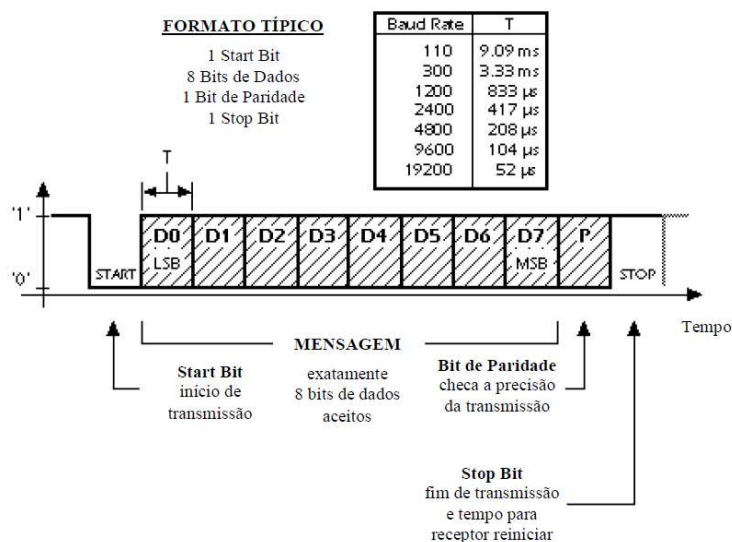 FORMATO TÍPICO
1 Start Bit
8 Bits de Dados
1 Bit de Paridade
1 Stop Bit
Baud Rate T
110 9.09 ms
300 3.33 ms
1200 833 µs
2400 417 µs
4800 208 µs
9600 104 µs
19200 52 µs
T
'1'
D0 D1 D2 D3 D4 D5 D6 D7 P
START LSB MSB STOP
'0'
Tempo
MENSAGEM
exatamente
8 bits de dados
aceitos
Start Bit
início de
transmissão
Bit de Paridade
checa a precisão
da transmissão
Stop Bit
fim de transmissão
e tempo para
receptor reiniciar